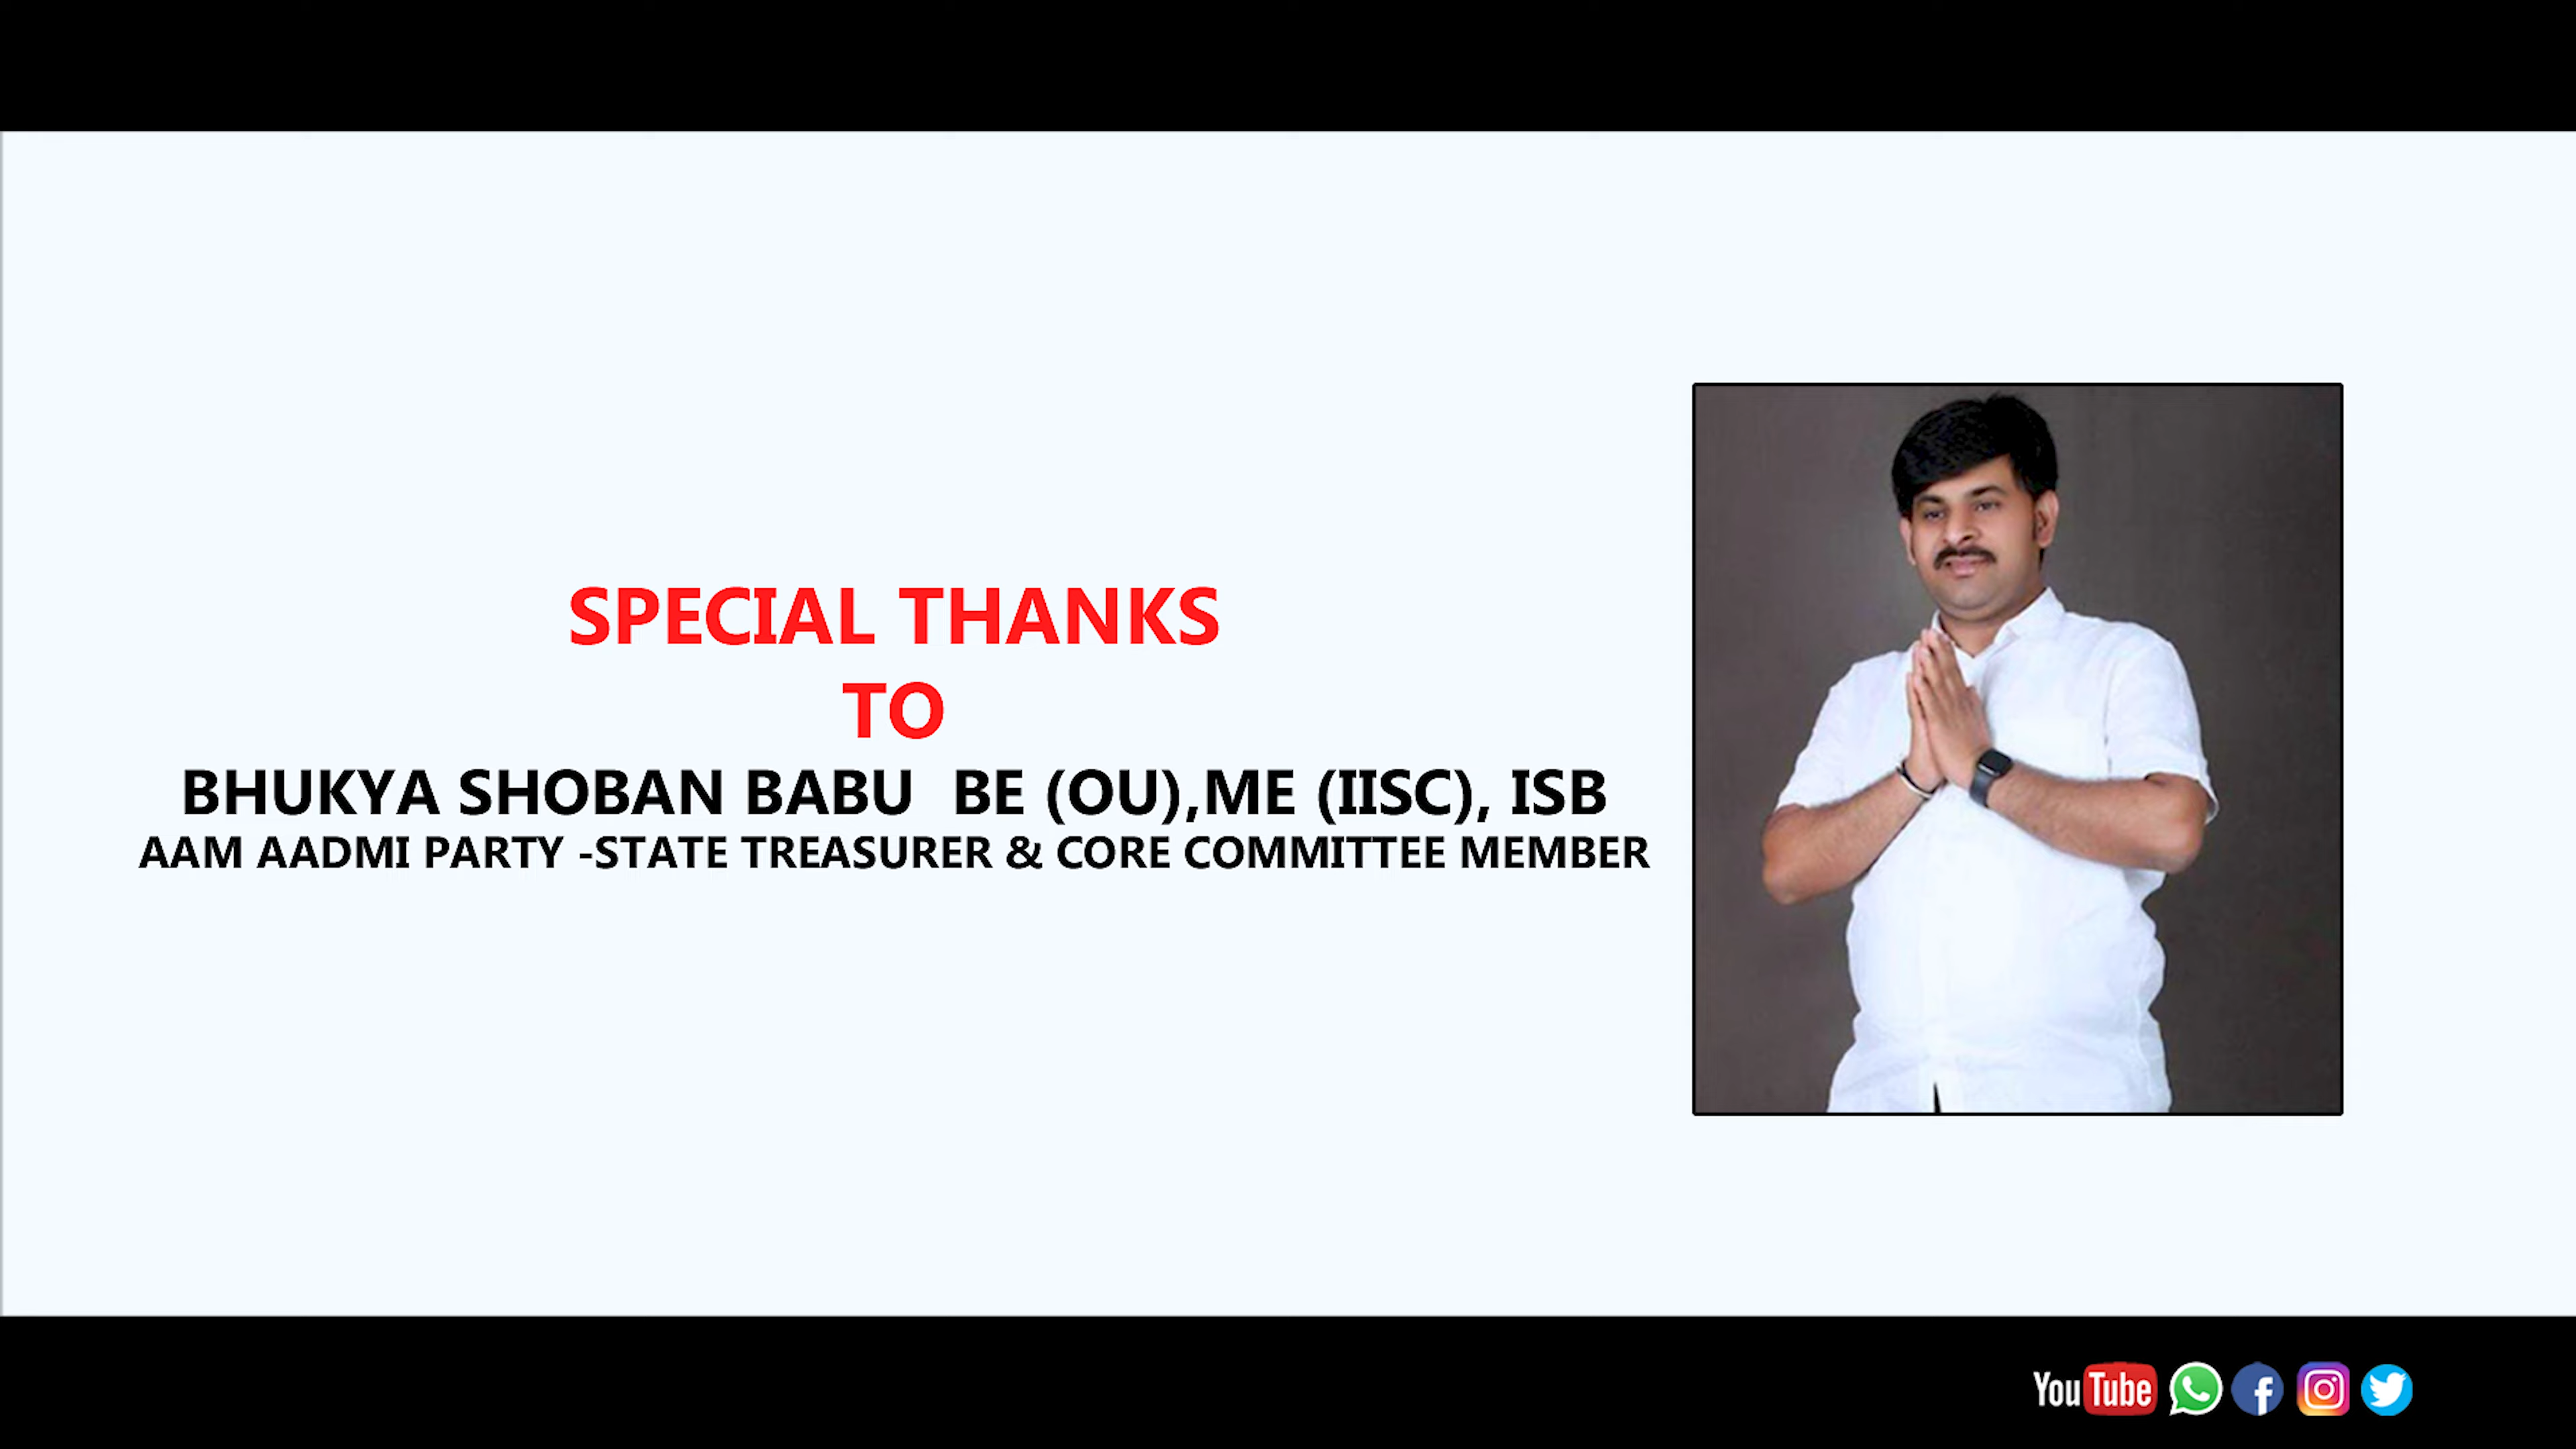 SPECIAL THANKS
TO
BHUKYA SHOBAN BABU  BE (OU),ME (IISC), ISB
AAM AADMI PARTY -STATE TREASURER & CORE COMMITTEE MEMBER
YouTube